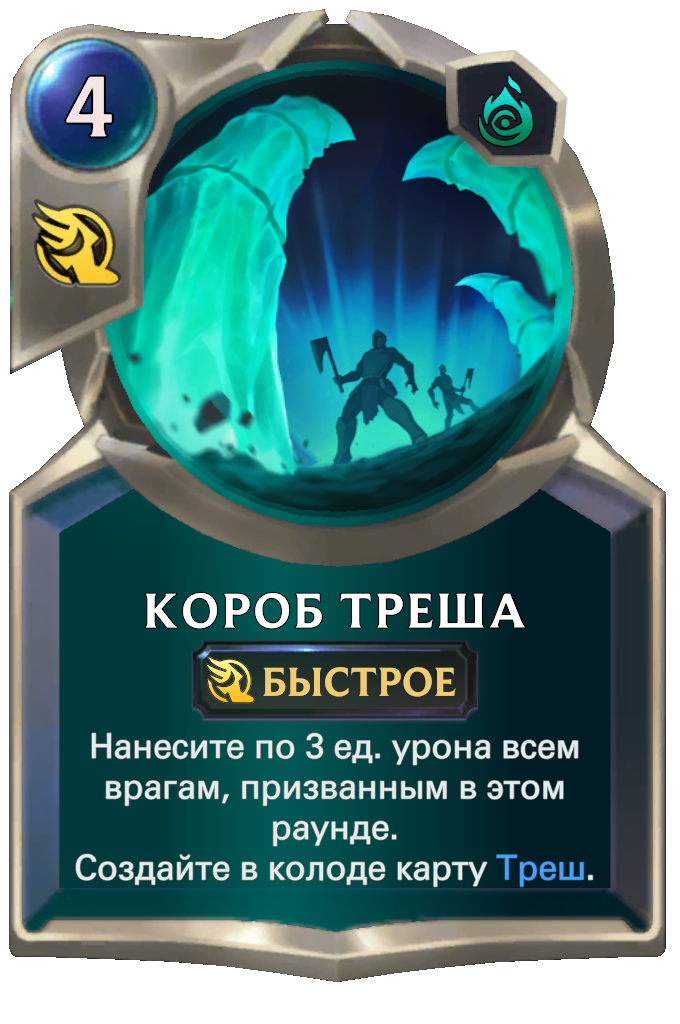 4
КОРОБ ТРЕША
БЫСТРОЕ
Нанесите по 3 ед. урона всем
врагам, призванным в этом
раунде.
Создайте в колоде карту Треш.